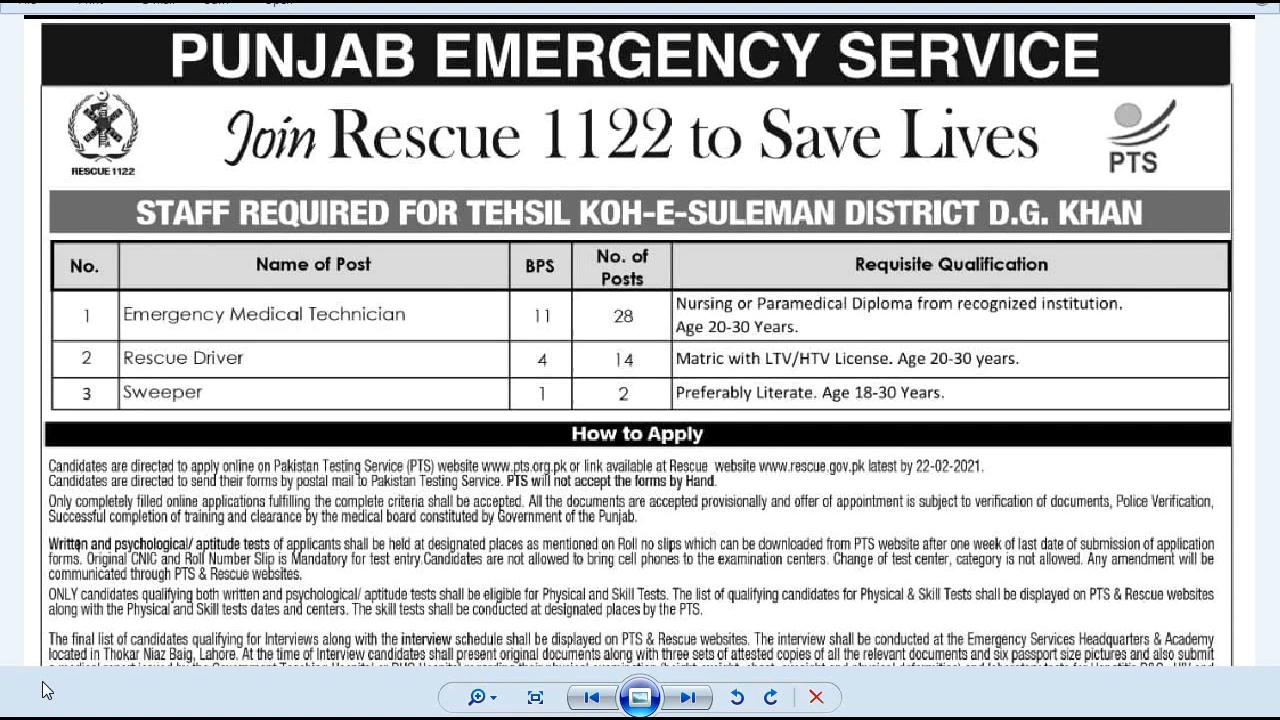 PUNJAB EMERGENCY SERVICE
RESCUE 1122
Join Rescue 1122 to Save Lives
PTS
STAFF REQUIRED FOR TEHSIL KOH-E-SULEMAN DISTRICT D.G. KHAN
No. Name of Post BPS No. of Posts Requisite Qualification
1 Emergency Medical Technician 11 28 Nursing or Paramedical Diploma from recognized institution.
Age 20-30 Years.
2 Rescue Driver 4 14 Matric with LTV/HTV License. Age 20-30 years.
3 Sweeper 1 2 Preferably Literate. Age 18-30 Years.
How to Apply
Candidates are directed to apply online on Pakistan Testing Service (PTS) website www.pts.org.pk or link available at Rescue website www.rescue.gov.pk latest by 22-02-2021.
Candidates are directed to send their forms by postal mail to Pakistan Testing Service. PTS will not accept the forms by Hand.
Only completely filled online applications fulfilling the complete criteria shall be accepted. All the documents are accepted provisionally and offer of appointment is subject to verification of documents, Police Verification,
Successful completion of training and clearance by the medical board constituted by Government of the Punjab.
Written and psychological/ aptitude tests of applicants shall be held at designated places as mentioned on Roll no slips which can be downloaded from PTS website after one week of last date of submission of application
forms. Original CNIC and Roll Number Slip is Mandatory for test entry.Candidates are not allowed to bring cell phones to the examination centers. Change of test center, category is not allowed. Any amendment will be
communicated through PTS & Rescue websites.
ONLY candidates qualifying both written and psychological/ aptitude tests shall be eligible for Physical and Skill Tests. The list of qualifying candidates for Physical & Skill Tests shall be displayed on PTS & Rescue websites
along with the Physical and Skill tests dates and centers. The skill tests shall be conducted at designated places by the PTS.
The final list of candidates qualifying for Interviews along with the interview schedule shall be displayed on PTS & Rescue websites. The interview shall be conducted at the Emergency Services Headquarters & Academy
located in Thokar Niaz Baig, Lahore. At the time of Interview candidates shall present original documents along with three sets of attested copies of all the relevant documents and six passport size pictures and also submit